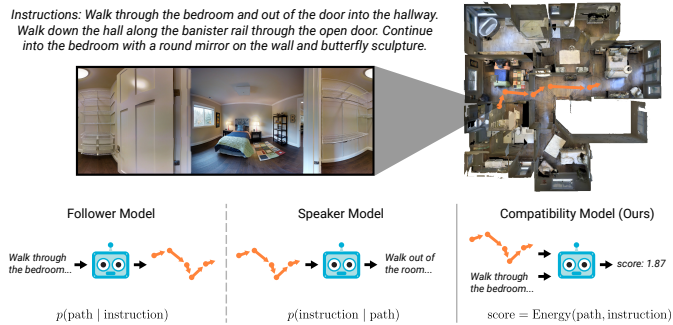 Instructions: Walk through the bedroom and out of the door into the hallway.
Walk down the hall along the banister rail through the open door. Continue
into the bedroom with a round mirror on the wall and butterfly sculpture.
Follower Model
Walk through
the bedroom...
p(path | instruction)
Speaker Model
Walk out of
the room...
p(instruction | path)
Compatibility Model (Ours)
Walk through
the bedroom...
score: 1.87
score = Energy(path, instruction)